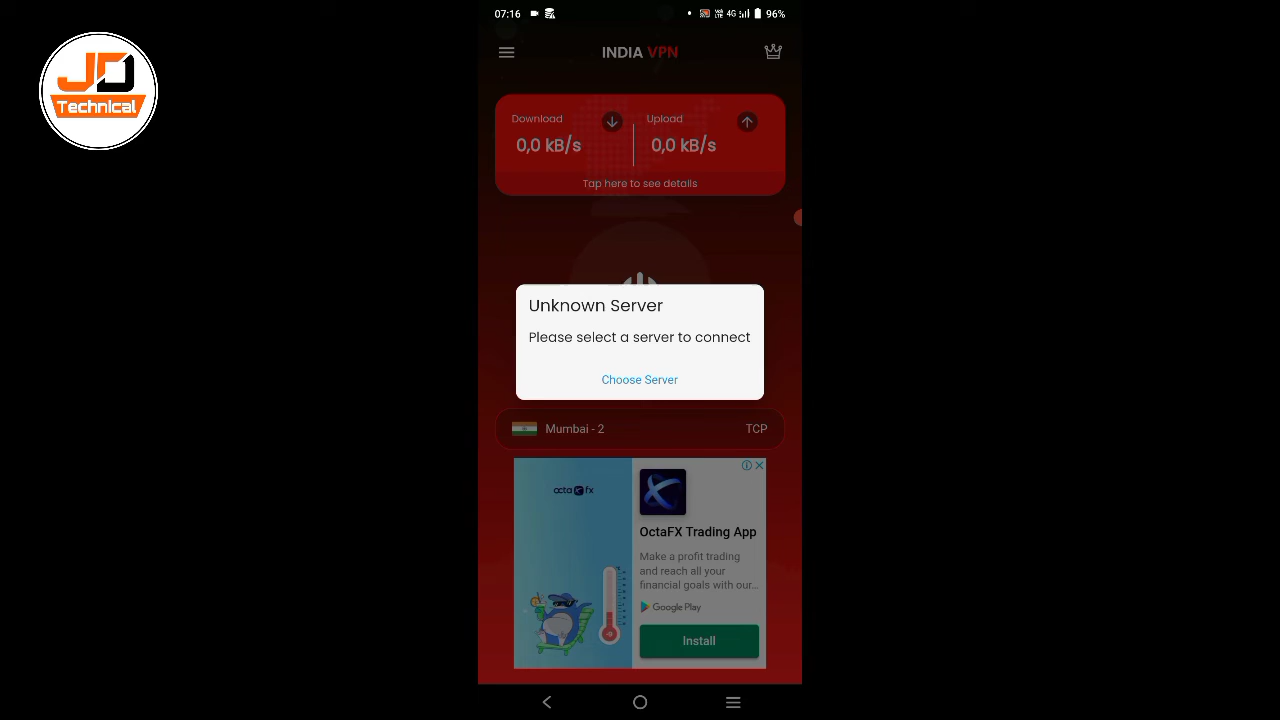 JD
Technical
07:16
4G
96%
INDIA VPN
Download
Upload
0,0 kB/s
0,0 kB/s
Tap here to see details
Unknown Server
Please select a server to connect
Choose Server
Mumbai - 2
TCP
octa fx
OctaFX Trading App
Make a profit trading
and reach all your
financial goals with our...
Google Play
Install